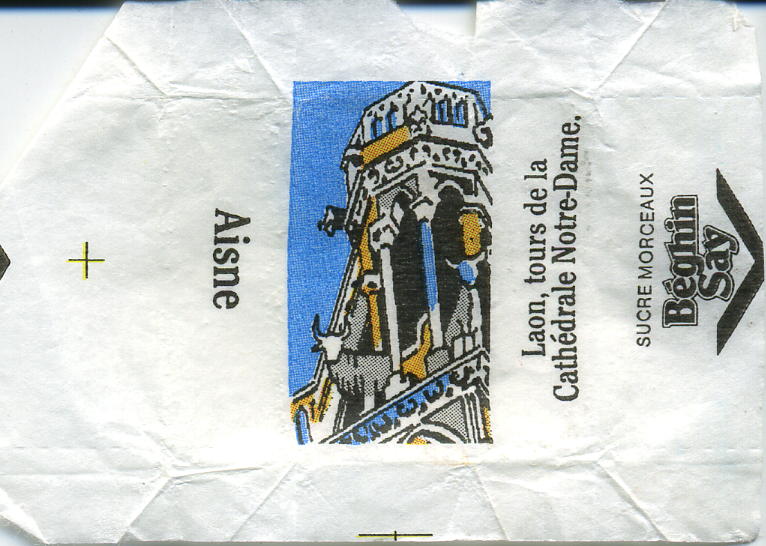 Aisne
Laon, tours de la
Cathédrale Notre-Dame.
SUCRE MORCEAUX
Béghin
Say